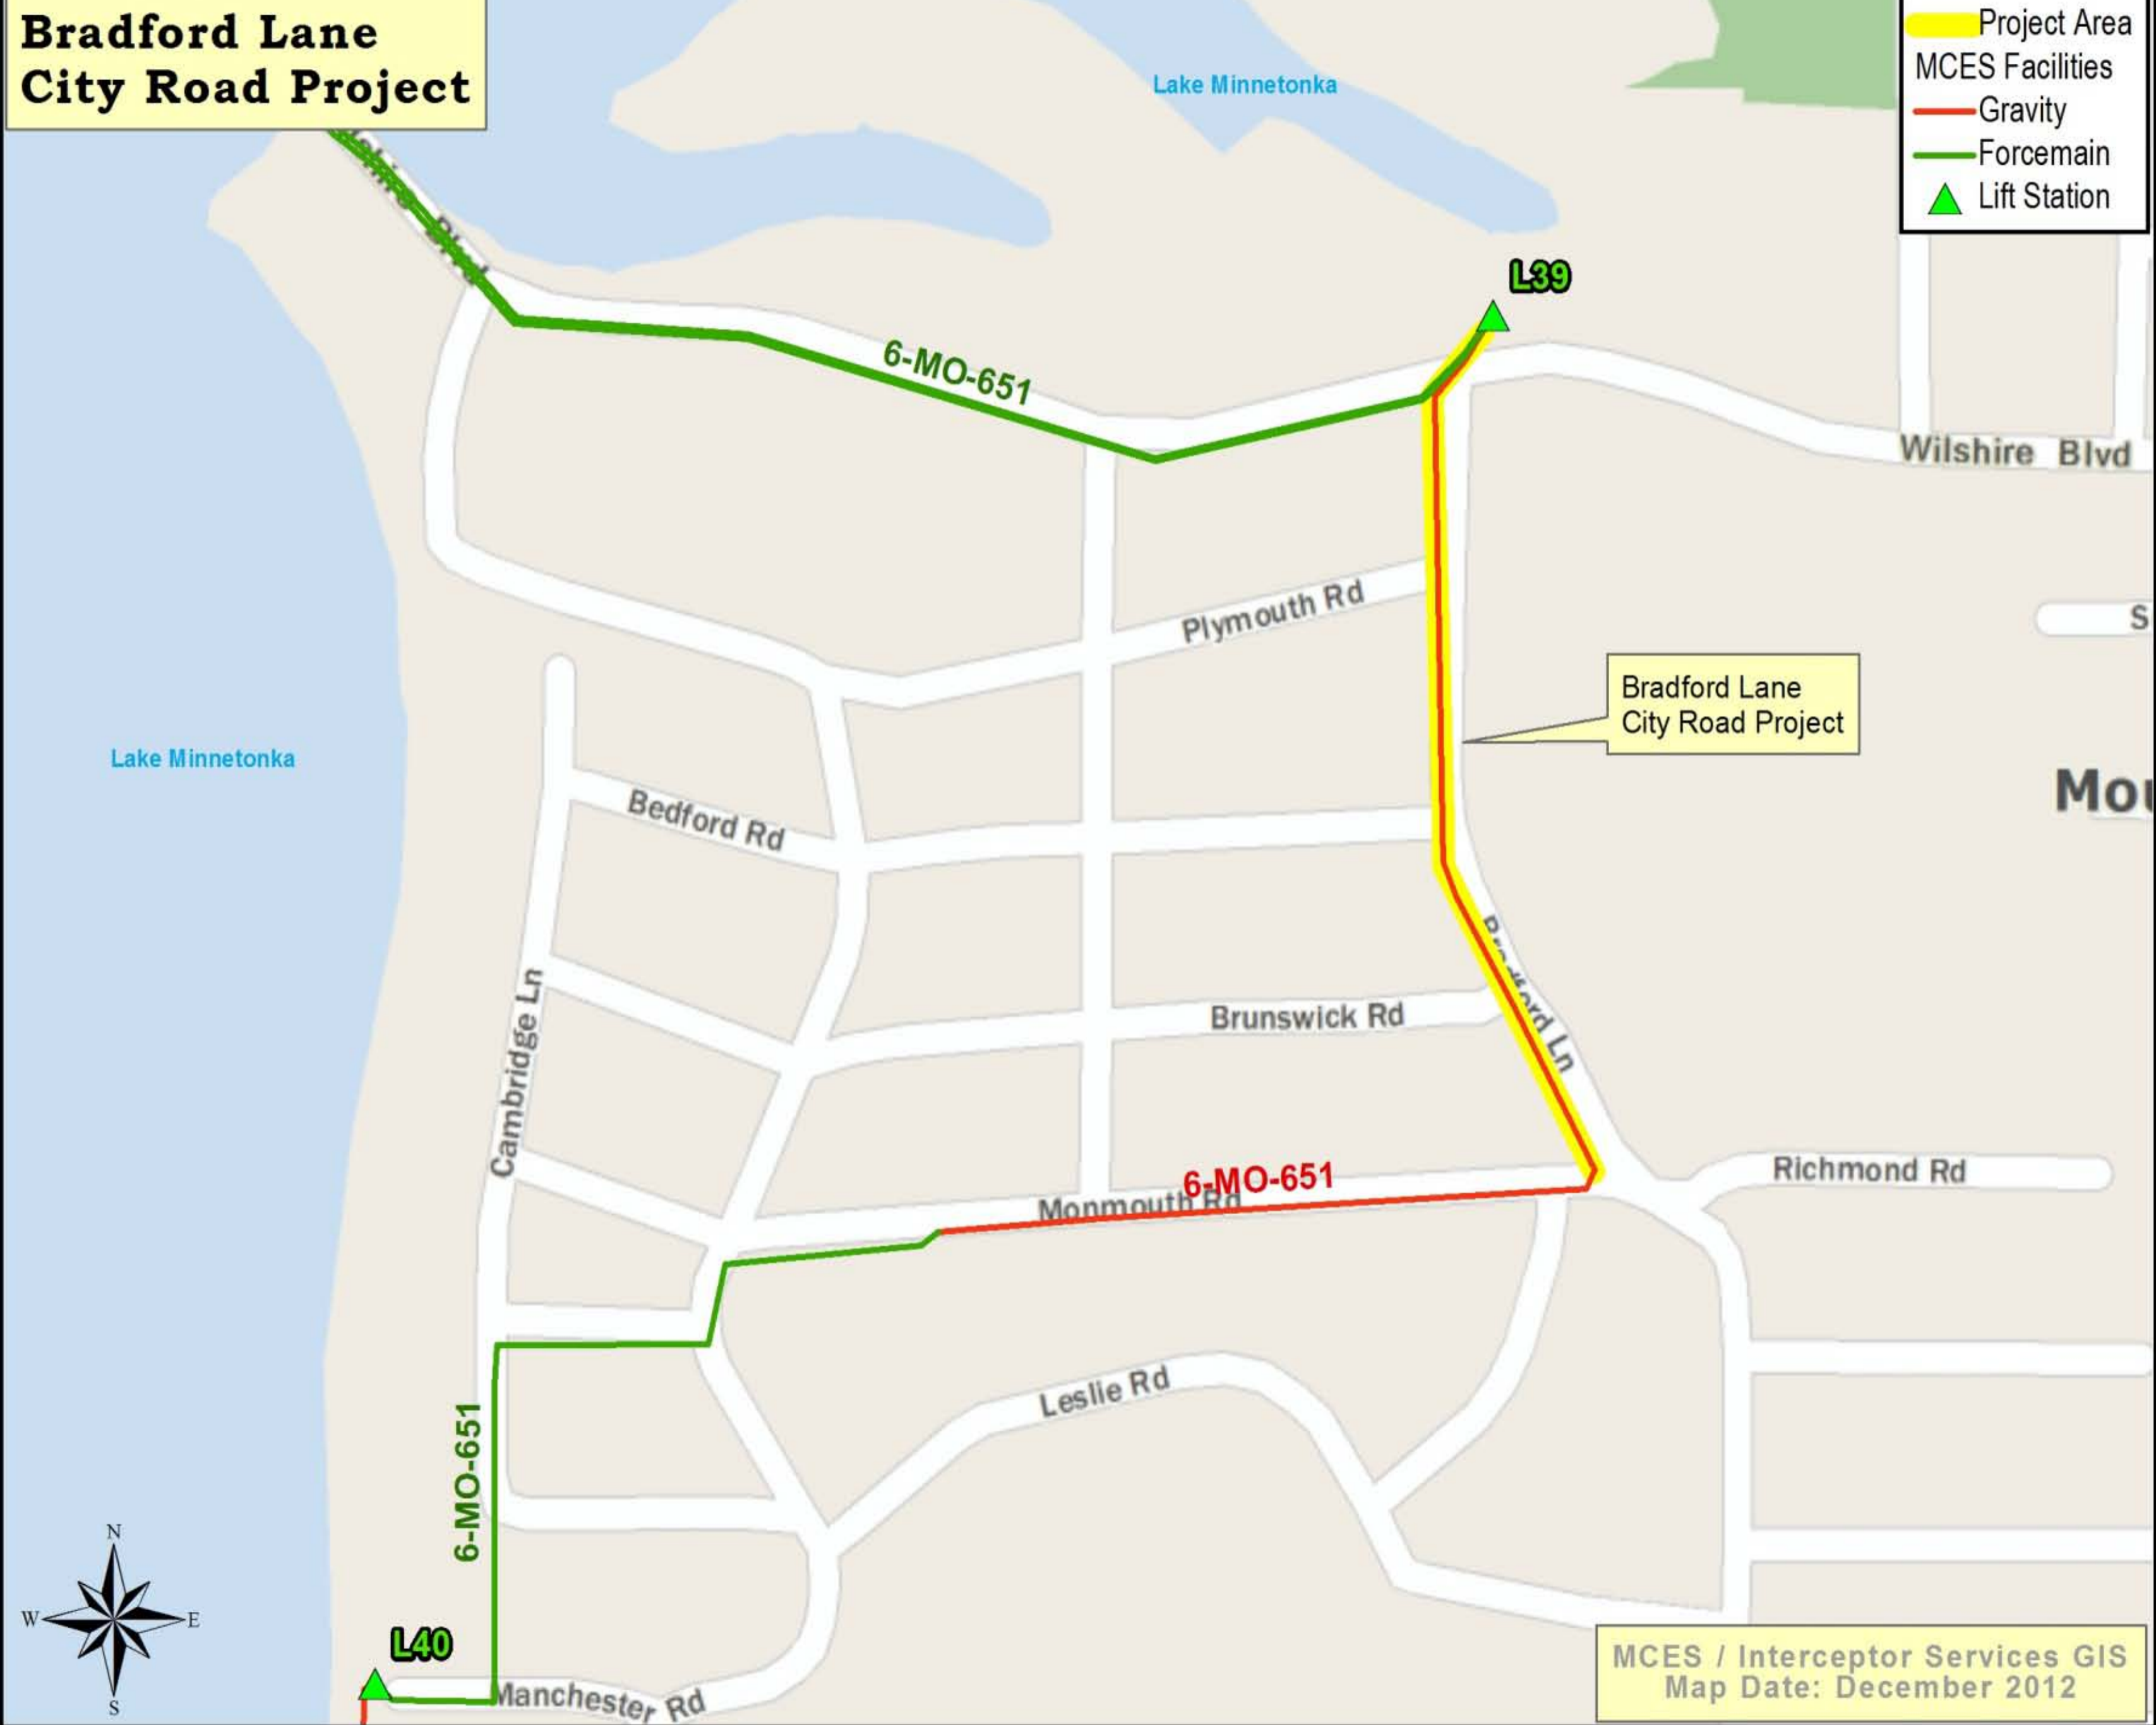 Bradford Lane
City Road Project
Project Area
MCES Facilities
Gravity
Forcemain
Lift Station
Lake Minnetonka
L39
6-MO-651
Wilshire Blvd
Plymouth Rd
S
Bradford Lane
City Road Project
Lake Minnetonka
Mou
Bedford Rd
Bradford Ln
Cambridge Ln
Brunswick Rd
6-MO-651
Monmouth Rd
Richmond Rd
Leslie Rd
6-MO-651
N
W
E
S
L40
Manchester Rd
MCES / Interceptor Services GIS
Map Date: December 2012